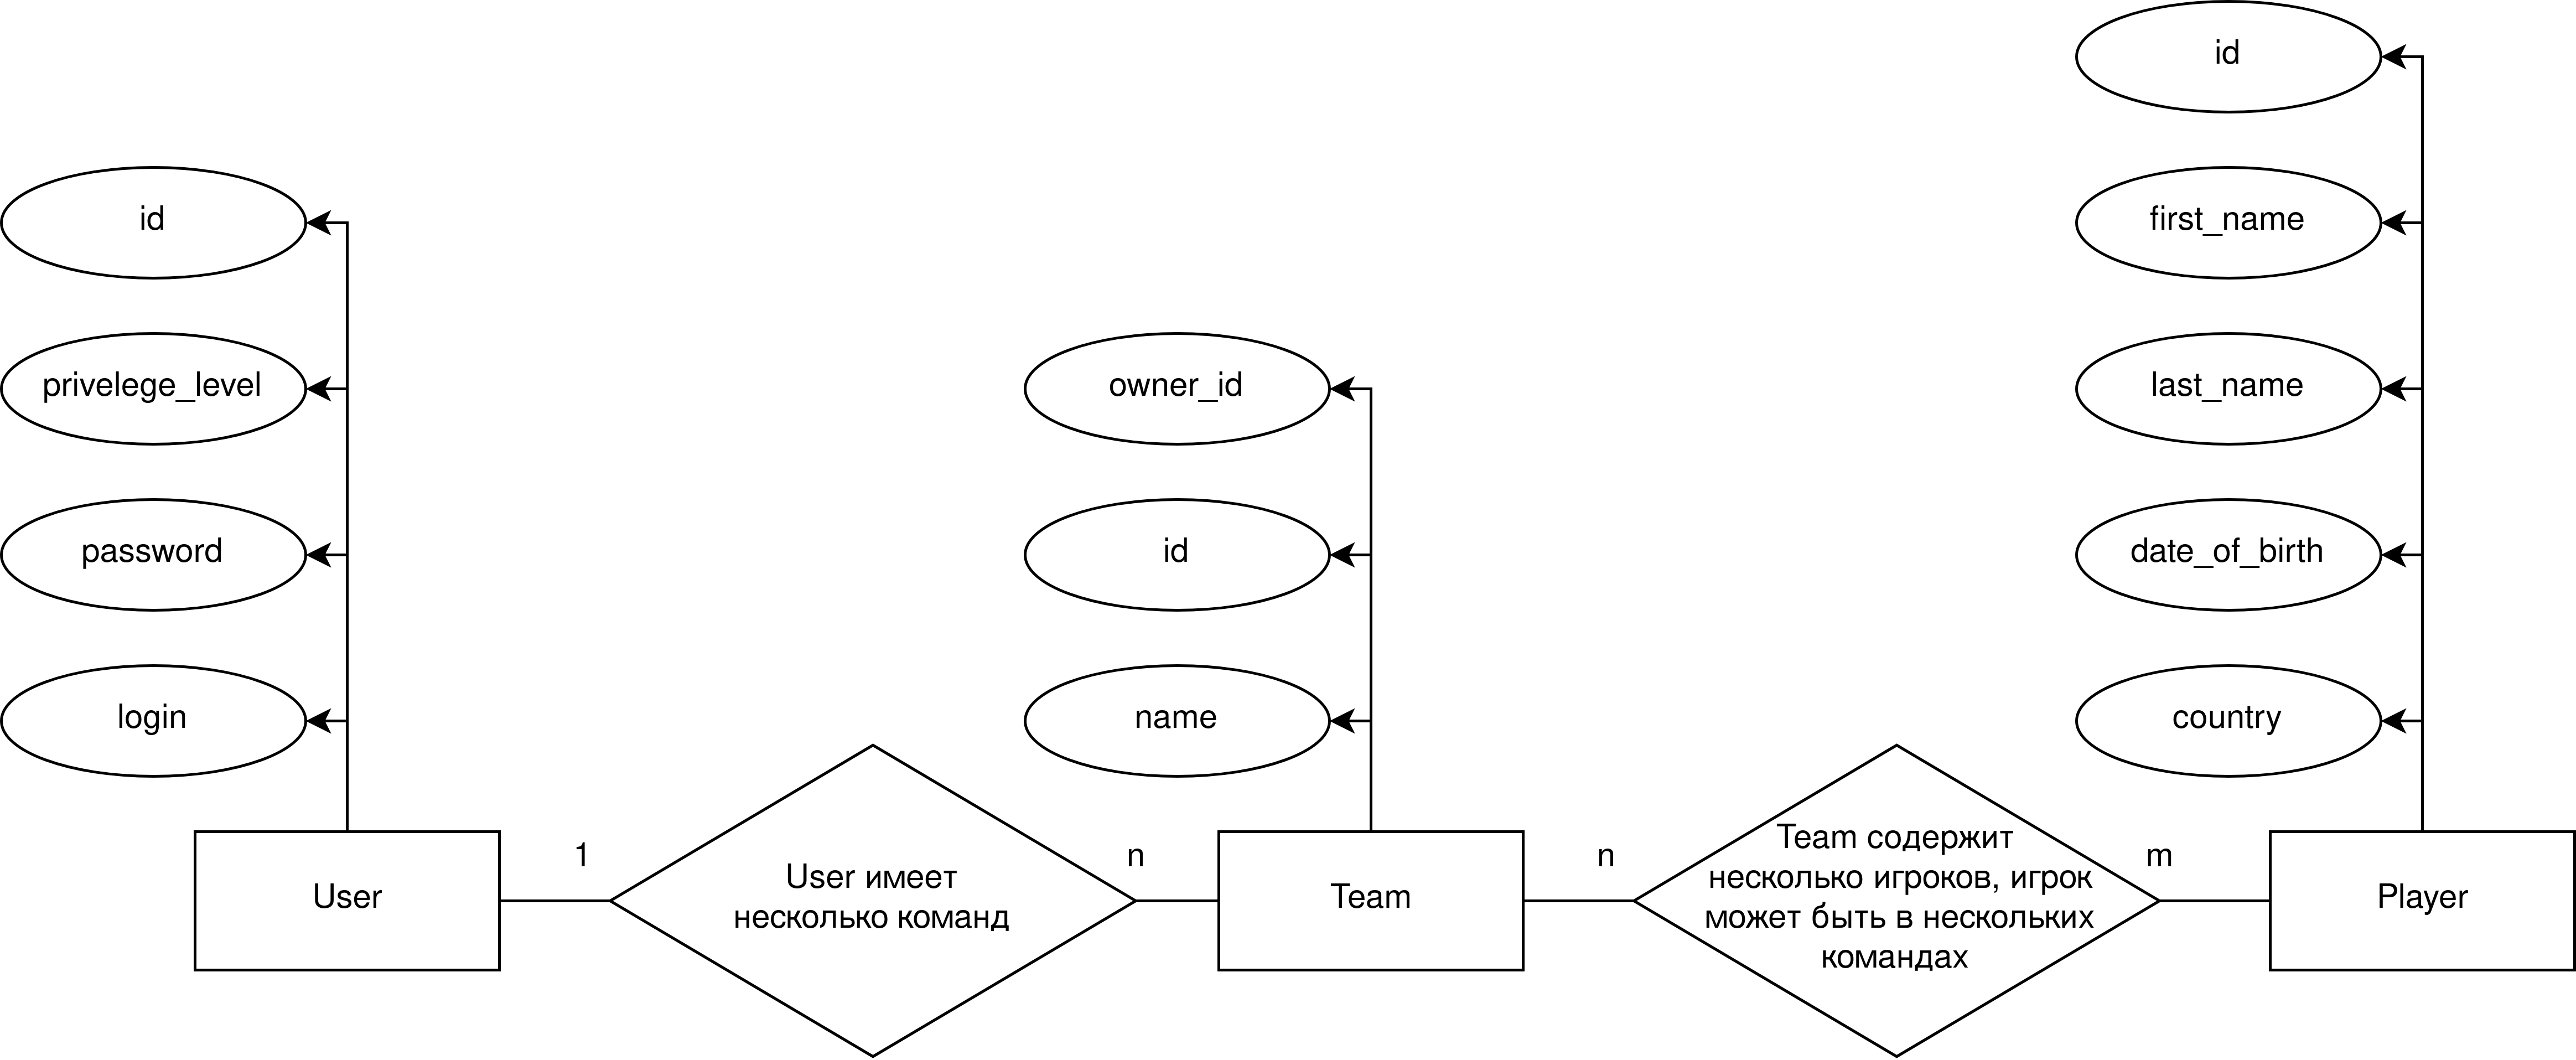 id
privelege_level
password
login
User
1
User имеет
несколько команд
n
owner_id
id
name
Team
n
Team содержит
несколько игроков, игрок
может быть в нескольких
командах
m
id
first_name
last_name
date_of_birth
country
Player